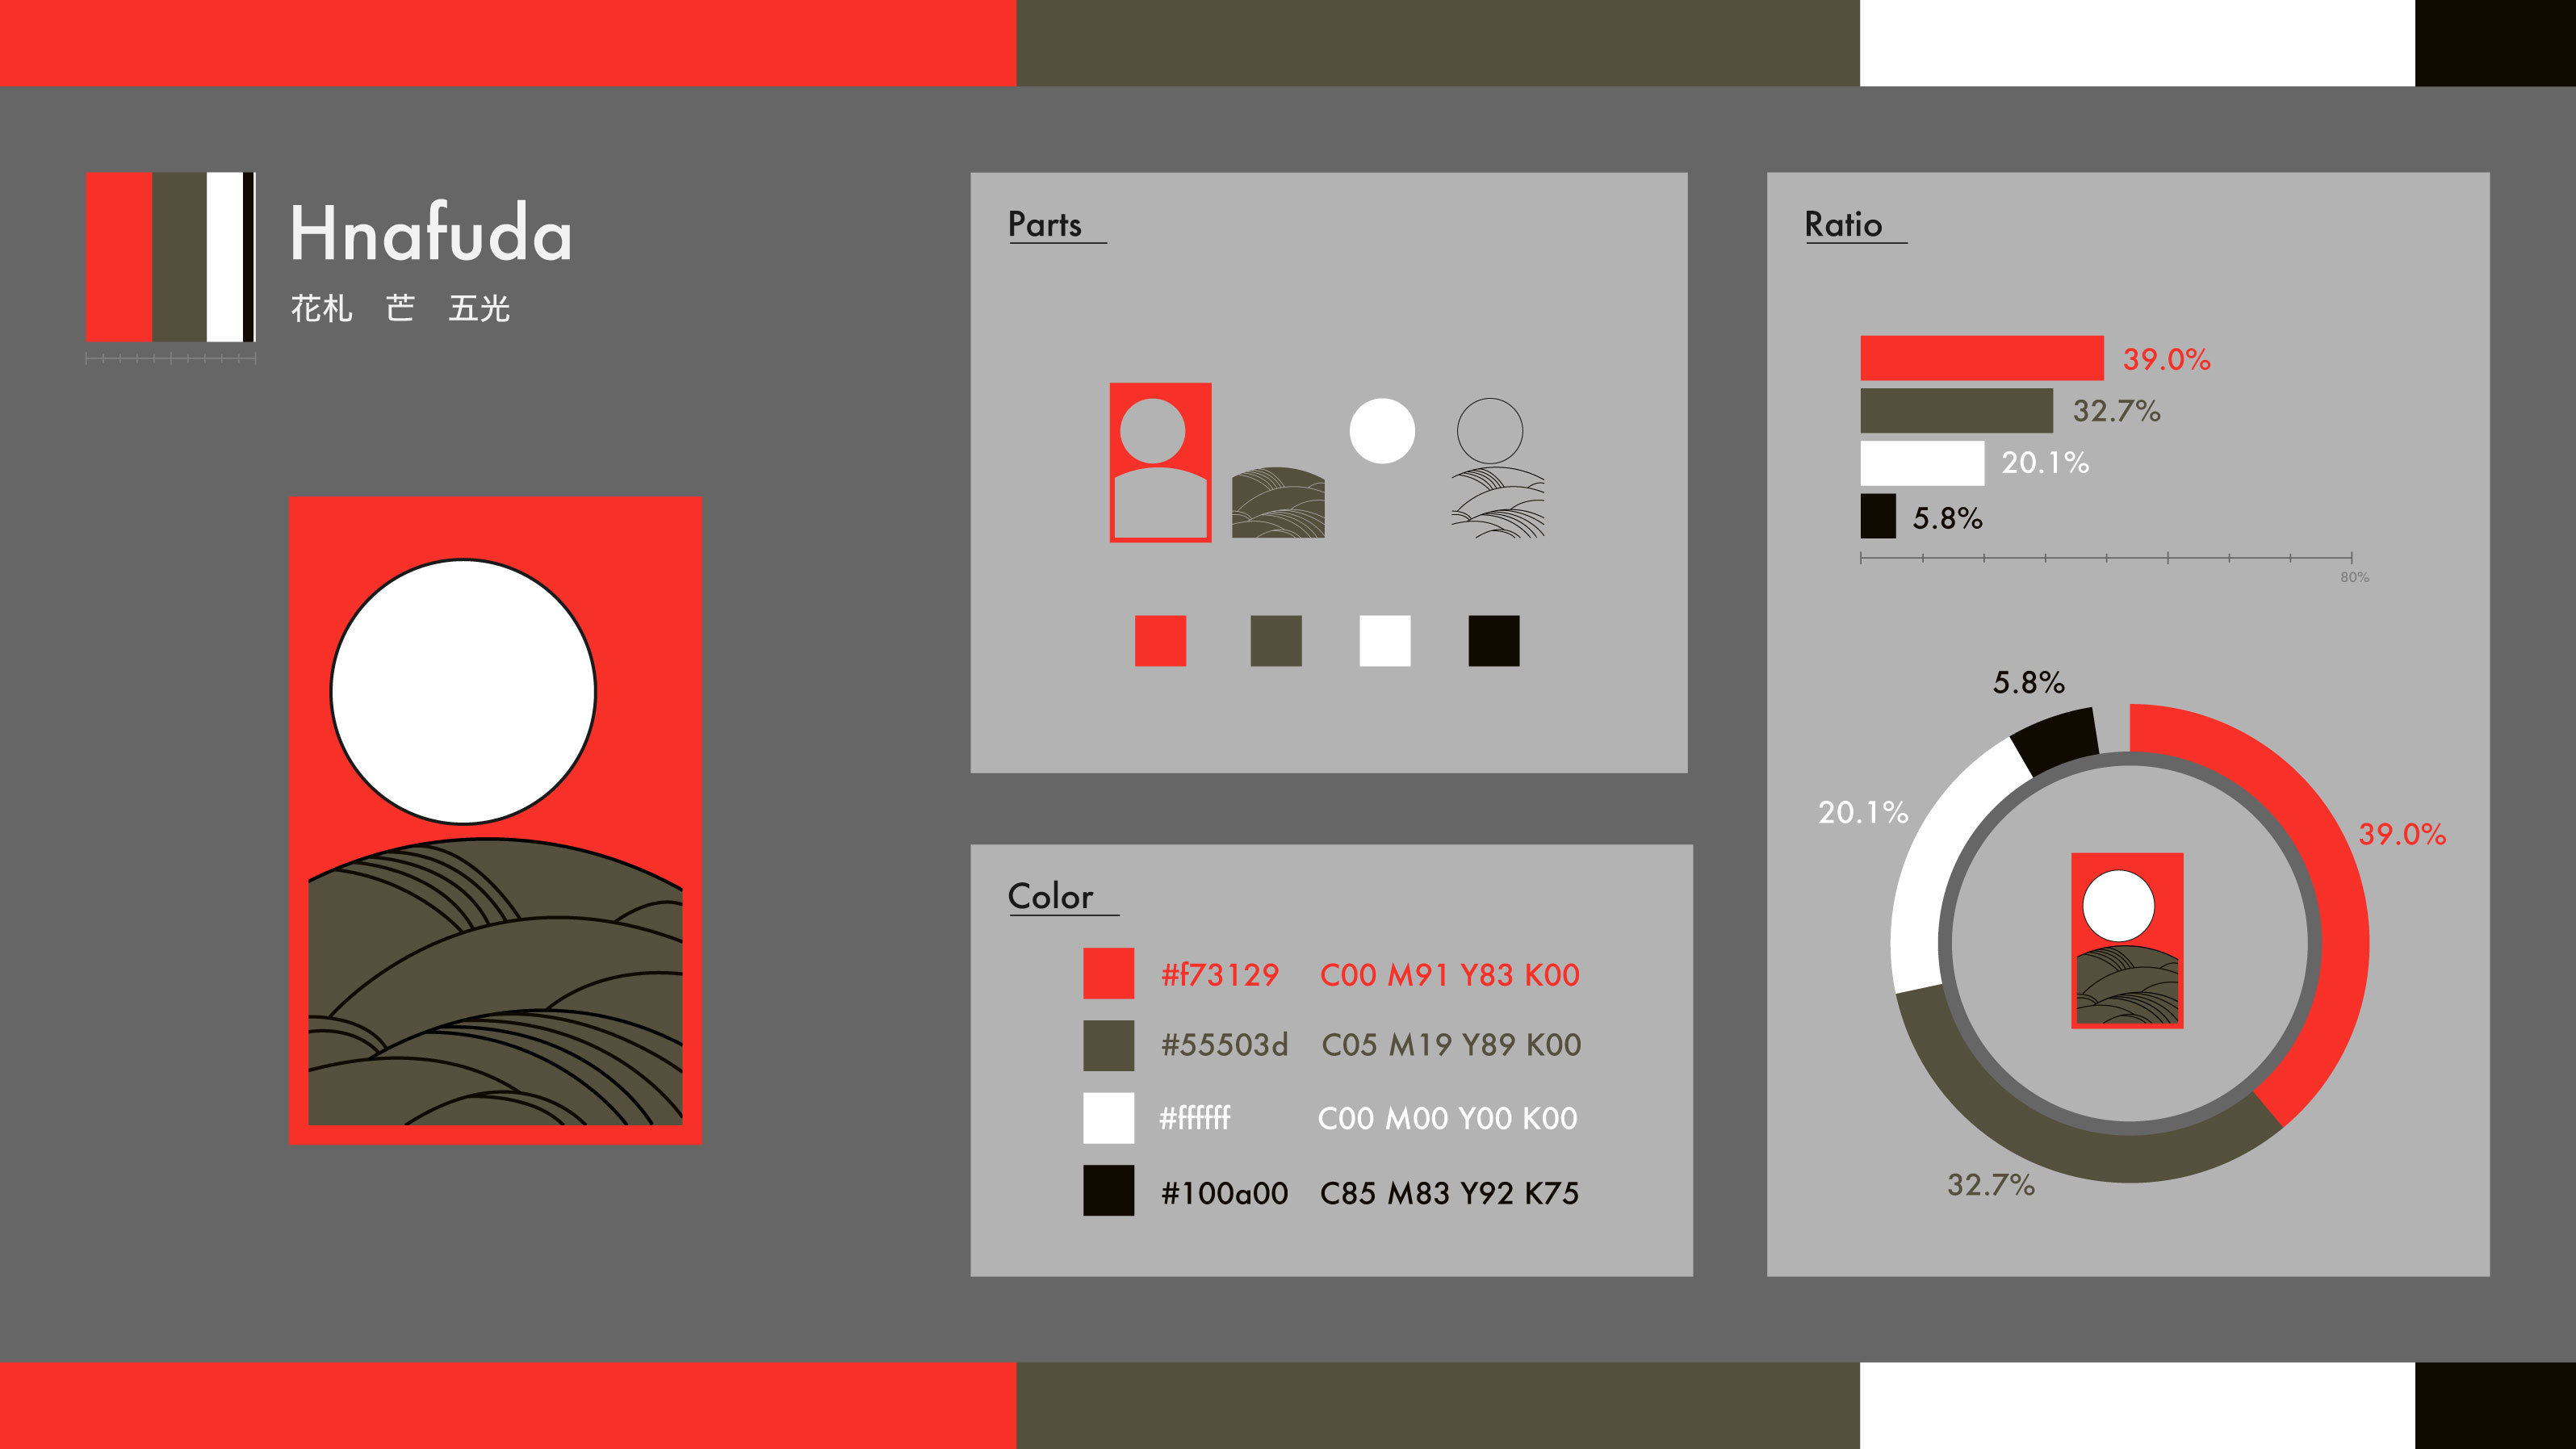 Hnafuda
花札　芒　五光
Parts
Color
#f73129 C00 M91 Y83 K00
#55503d C05 M19 Y89 K00
#ffffff C00 M00 Y00 K00
#100a00 C85 M83 Y92 K75
Ratio
39.0%
32.7%
20.1%
5.8%
80%
5.8%
20.1%
39.0%
32.7%